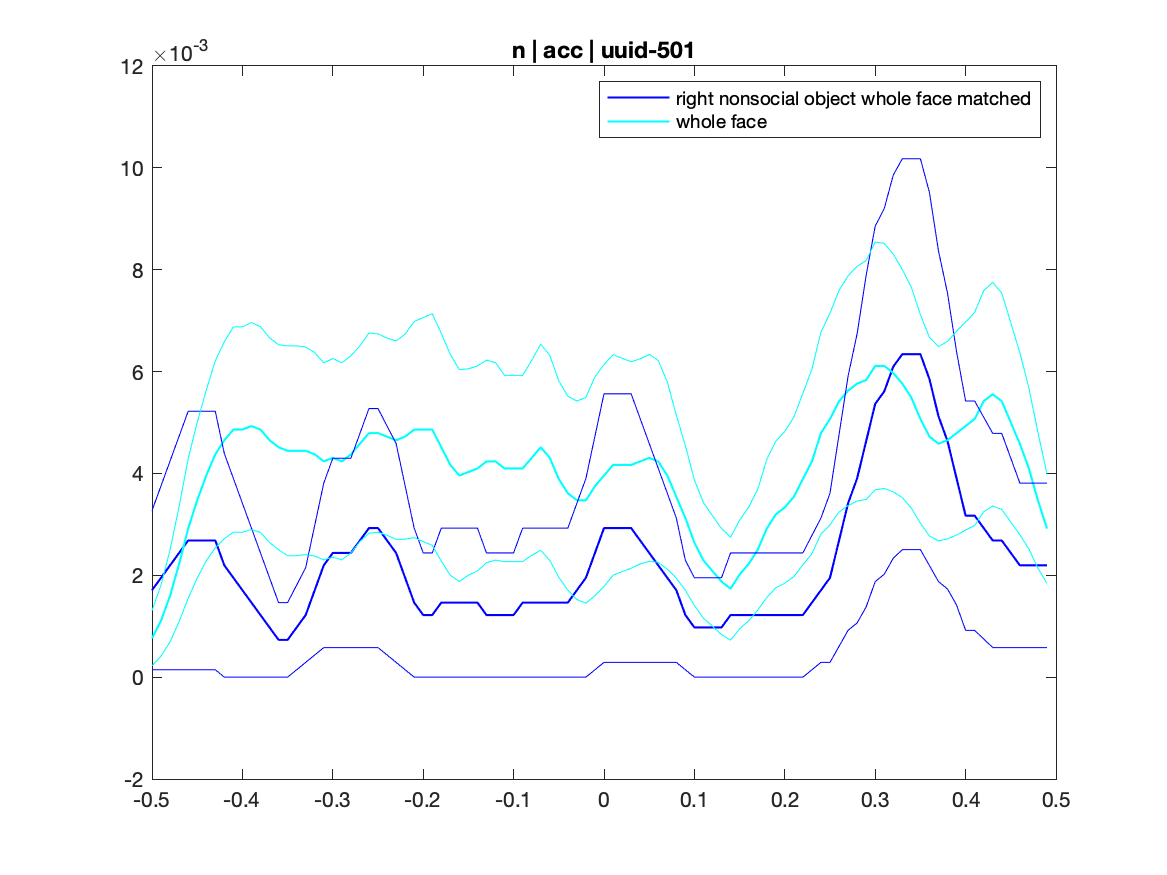 n | acc | uuid-501
×10^-3
12
10
8
6
4
2
0
-2
-0.5 -0.4 -0.3 -0.2 -0.1 0 0.1 0.2 0.3 0.4 0.5
right nonsocial object whole face matched
whole face